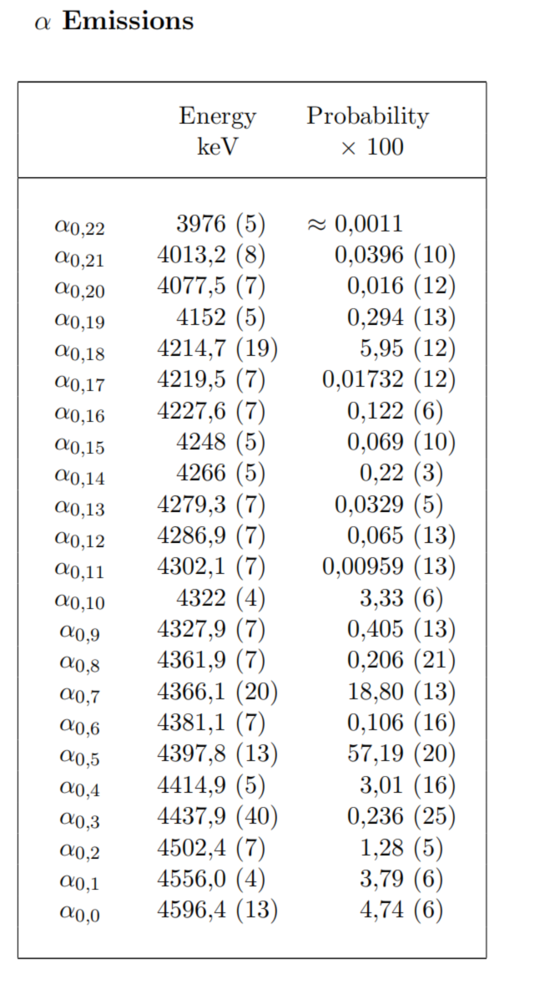 α Emissions
Energy Probability
keV × 100
α0,22 3976 (5) ≈ 0,0011
α0,21 4013,2 (8) 0,0396 (10)
α0,20 4077,5 (7) 0,016 (12)
α0,19 4152 (5) 0,294 (13)
α0,18 4214,7 (19) 5,95 (12)
α0,17 4219,5 (7) 0,01732 (12)
α0,16 4227,6 (7) 0,122 (6)
α0,15 4248 (5) 0,069 (10)
α0,14 4266 (5) 0,22 (3)
α0,13 4279,3 (7) 0,0329 (5)
α0,12 4286,9 (7) 0,065 (13)
α0,11 4302,1 (7) 0,00959 (13)
α0,10 4322 (4) 3,33 (6)
α0,9 4327,9 (7) 0,405 (13)
α0,8 4361,9 (7) 0,206 (21)
α0,7 4366,1 (20) 18,80 (13)
α0,6 4381,1 (7) 0,106 (16)
α0,5 4397,8 (13) 57,19 (20)
α0,4 4414,9 (5) 3,01 (16)
α0,3 4437,9 (40) 0,236 (25)
α0,2 4502,4 (7) 1,28 (5)
α0,1 4556,0 (4) 3,79 (6)
α0,0 4596,4 (13) 4,74 (6)